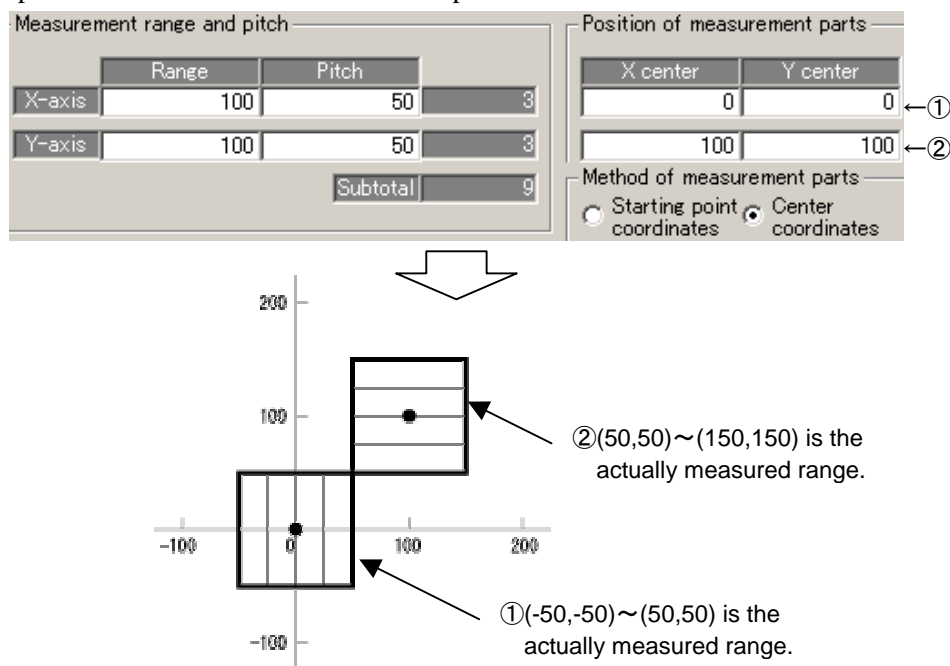 Measurement range and pitch
Range Pitch
X-axis 100 50 3
Y-axis 100 50 3
Subtotal 9
Position of measurement parts
X center Y center
0 0 ←①
100 100 ←②
Method of measurement parts
Starting point coordinates
Center coordinates
200
100
②(50,50)～(150,150) is the
actually measured range.
-100 0 100 200
①(-50,-50)～(50,50) is the
actually measured range.
-100